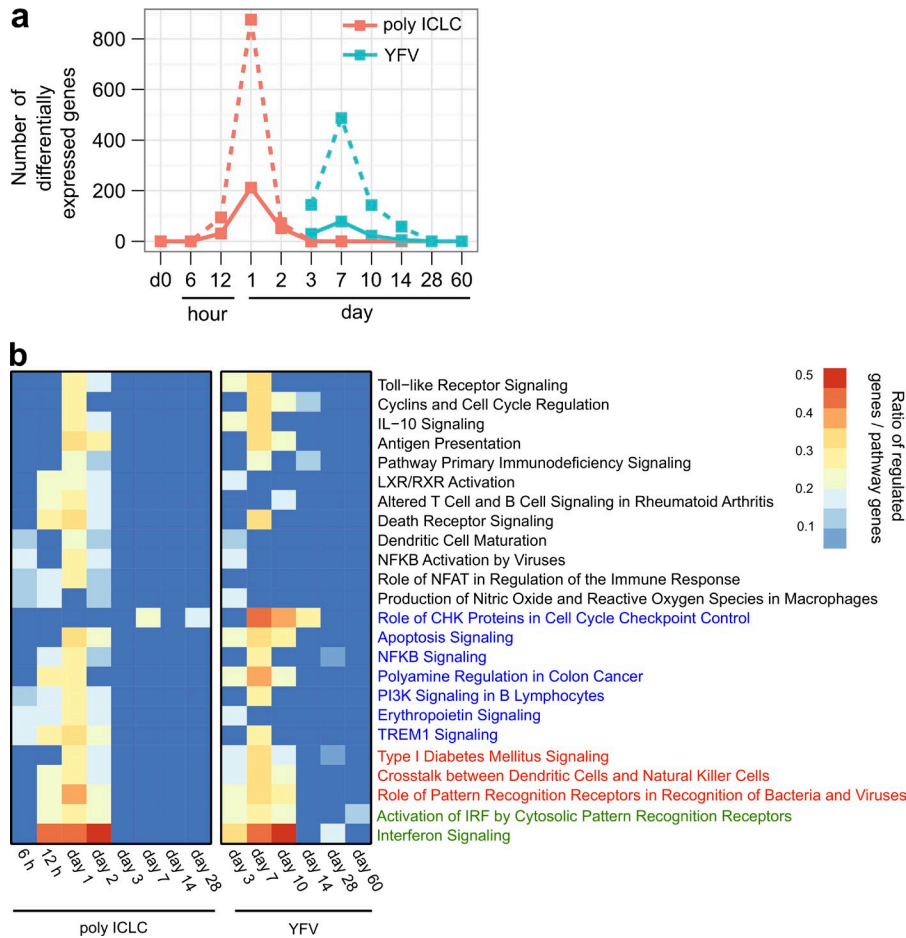 a
poly ICLC
YFV
Number of
differentially
expressed genes
800
600
400
200
0
d0 6 12 1 2 3 7 10 14 28 60
hour day
b
Toll-like Receptor Signaling
Cyclins and Cell Cycle Regulation
IL-10 Signaling
Antigen Presentation
Pathway Primary Immunodeficiency Signaling
LXR/RXR Activation
Altered T Cell and B Cell Signaling in Rheumatoid Arthritis
Death Receptor Signaling
Dendritic Cell Maturation
NFKB Activation by Viruses
Role of NFAT in Regulation of the Immune Response
Production of Nitric Oxide and Reactive Oxygen Species in Macrophages
Role of CHK Proteins in Cell Cycle Checkpoint Control
Apoptosis Signaling
NFKB Signaling
Polyamine Regulation in Colon Cancer
PI3K Signaling in B Lymphocytes
Erythropoietin Signaling
TREM1 Signaling
Type I Diabetes Mellitus Signaling
Crosstalk between Dendritic Cells and Natural Killer Cells
Role of Pattern Recognition Receptors in Recognition of Bacteria and Viruses
Activation of IRF by Cytosolic Pattern Recognition Receptors
Interferon Signaling
0.5
0.4
0.3
0.2
0.1
Ratio of regulated
genes / pathway genes
6 h 12 h day 1 day 2 day 3 day 7 day 14 day 28
day 3 day 7 day 10 day 14 day 28 day 60
poly ICLC YFV